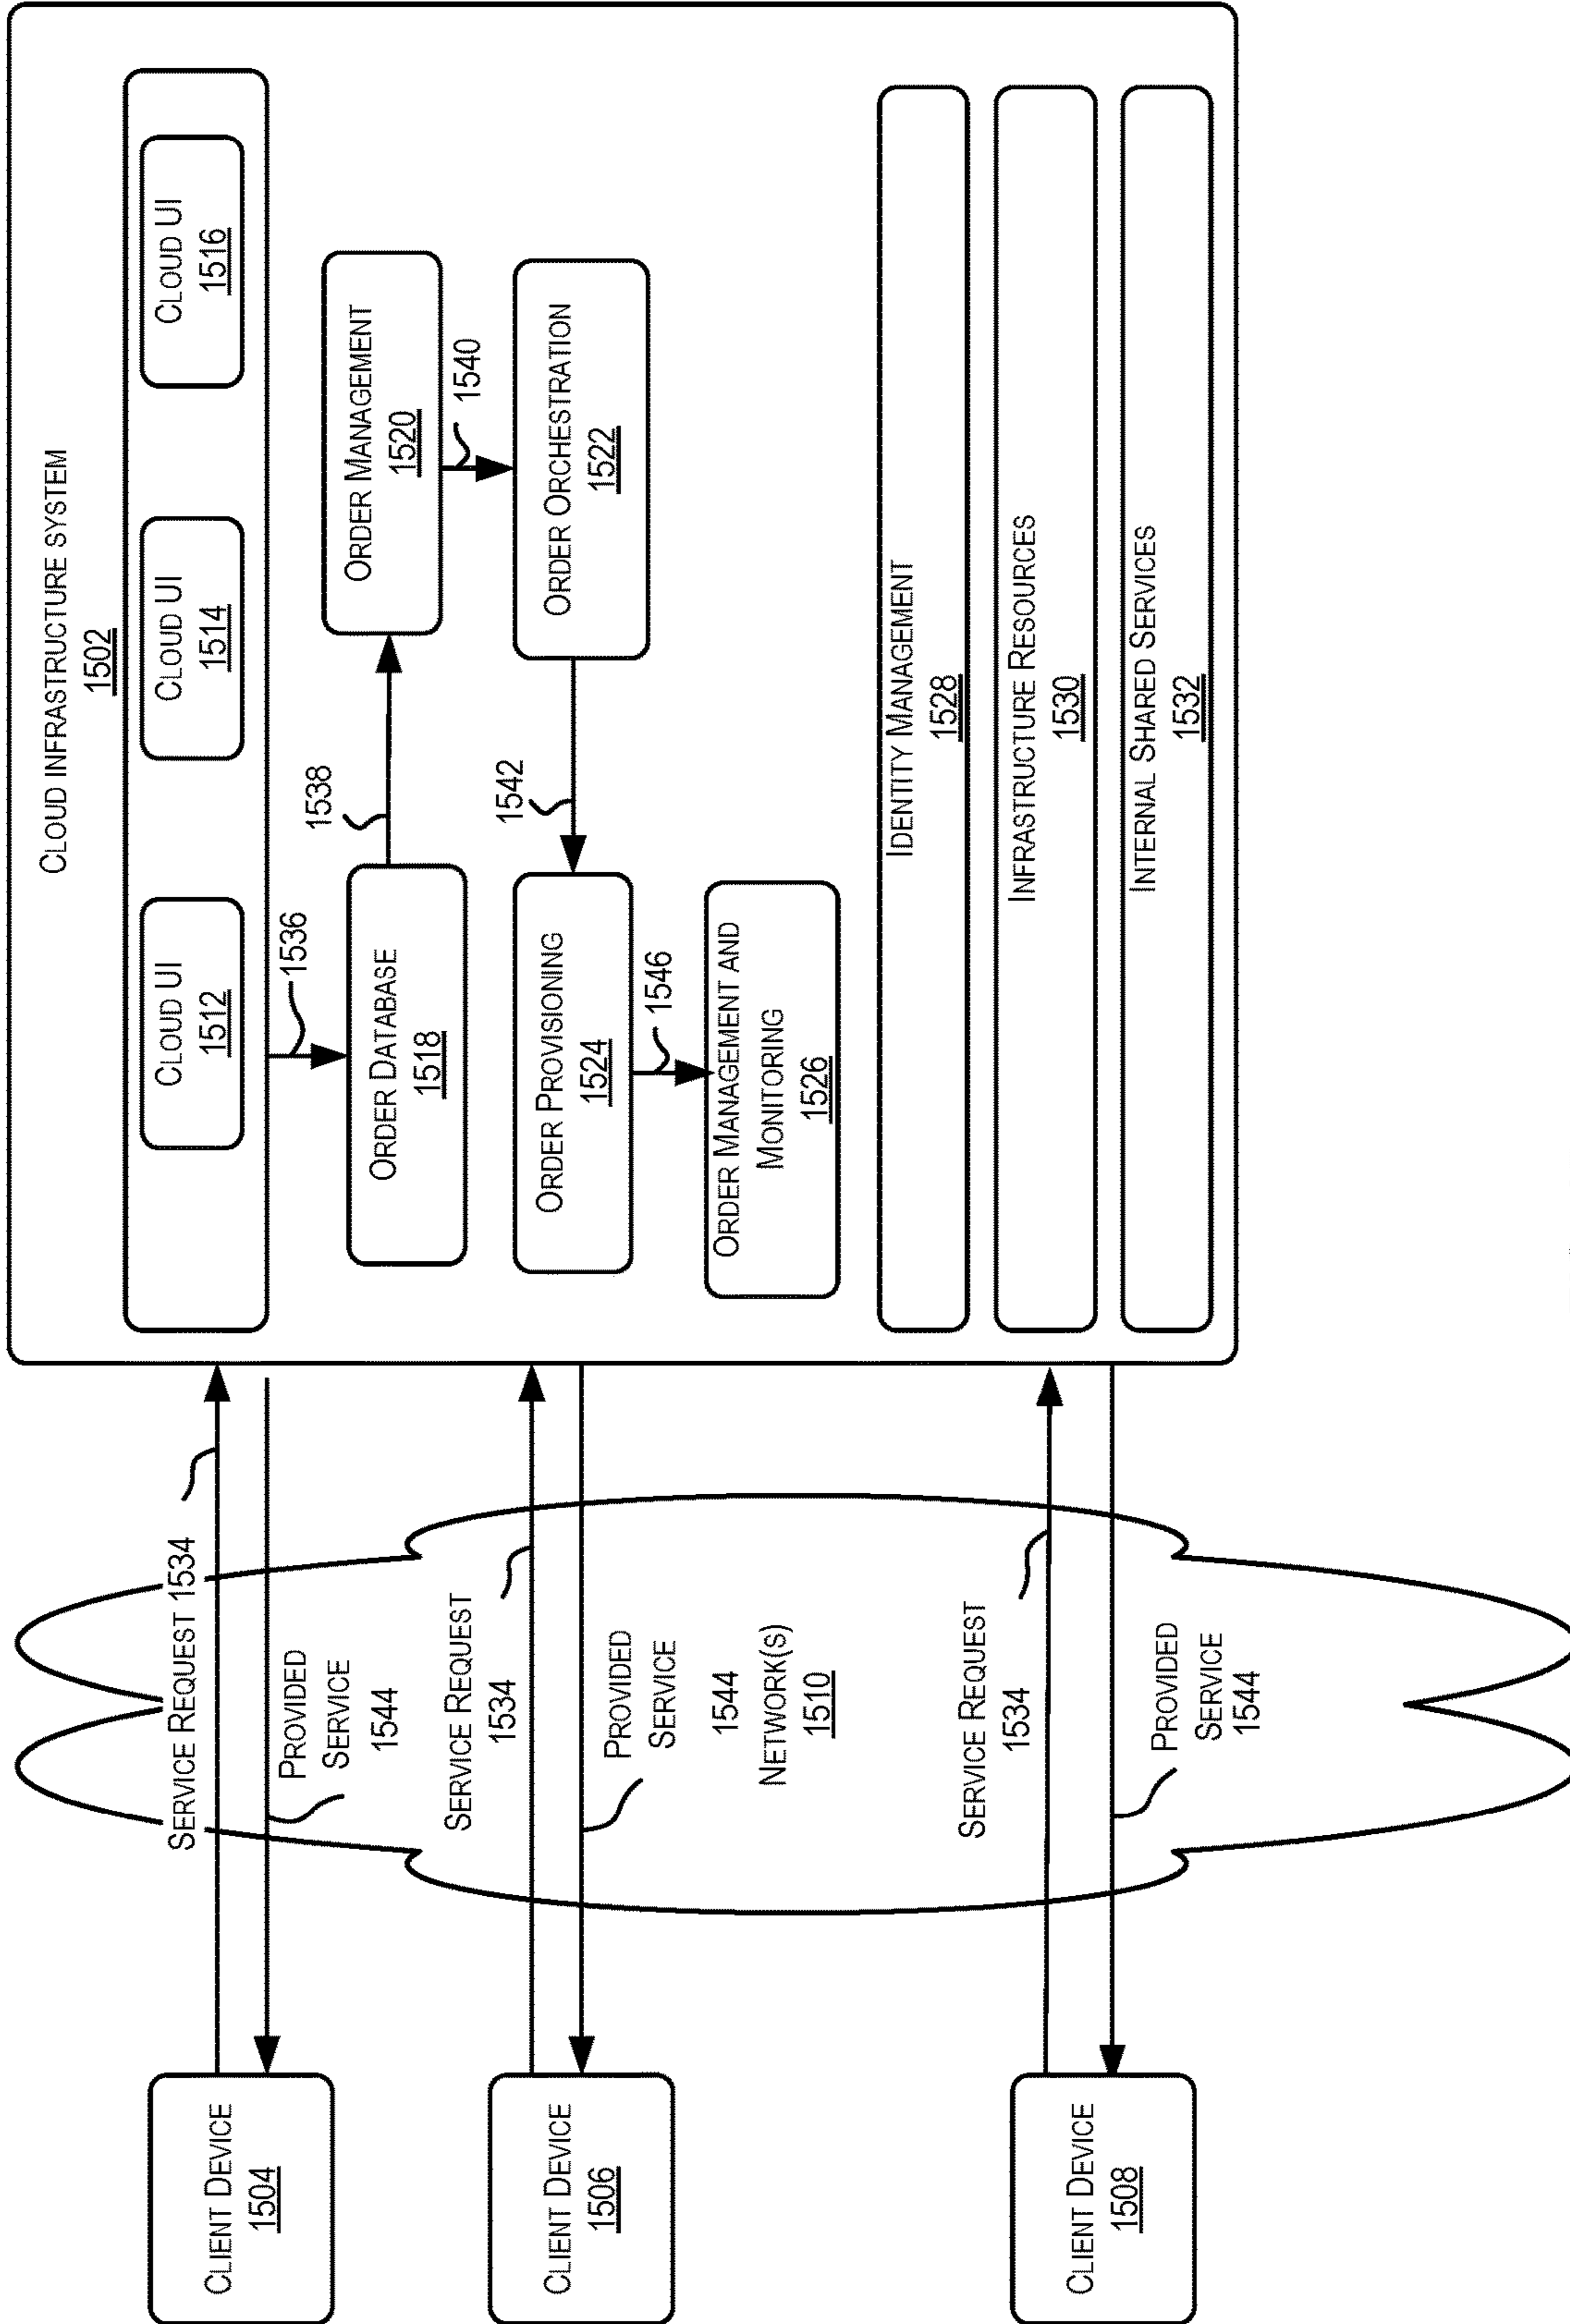 CLOUD INFRASTRUCTURE SYSTEM
1502
CLOUD UI
1512
CLOUD UI
1514
CLOUD UI
1516
1536
ORDER DATABASE
1518
1538
ORDER MANAGEMENT
1520
1540
ORDER ORCHESTRATION
1522
1542
ORDER PROVISIONING
1524
1546
ORDER MANAGEMENT AND
MONITORING
1526
IDENTITY MANAGEMENT
1528
INFRASTRUCTURE RESOURCES
1530
INTERNAL SHARED SERVICES
1532
CLIENT DEVICE
1504
SERVICE REQUEST 1534
PROVIDED
SERVICE
1544
CLIENT DEVICE
1506
SERVICE REQUEST
1534
PROVIDED
SERVICE
1544
NETWORK(S)
1510
CLIENT DEVICE
1508
SERVICE REQUEST
1534
PROVIDED
SERVICE
1544